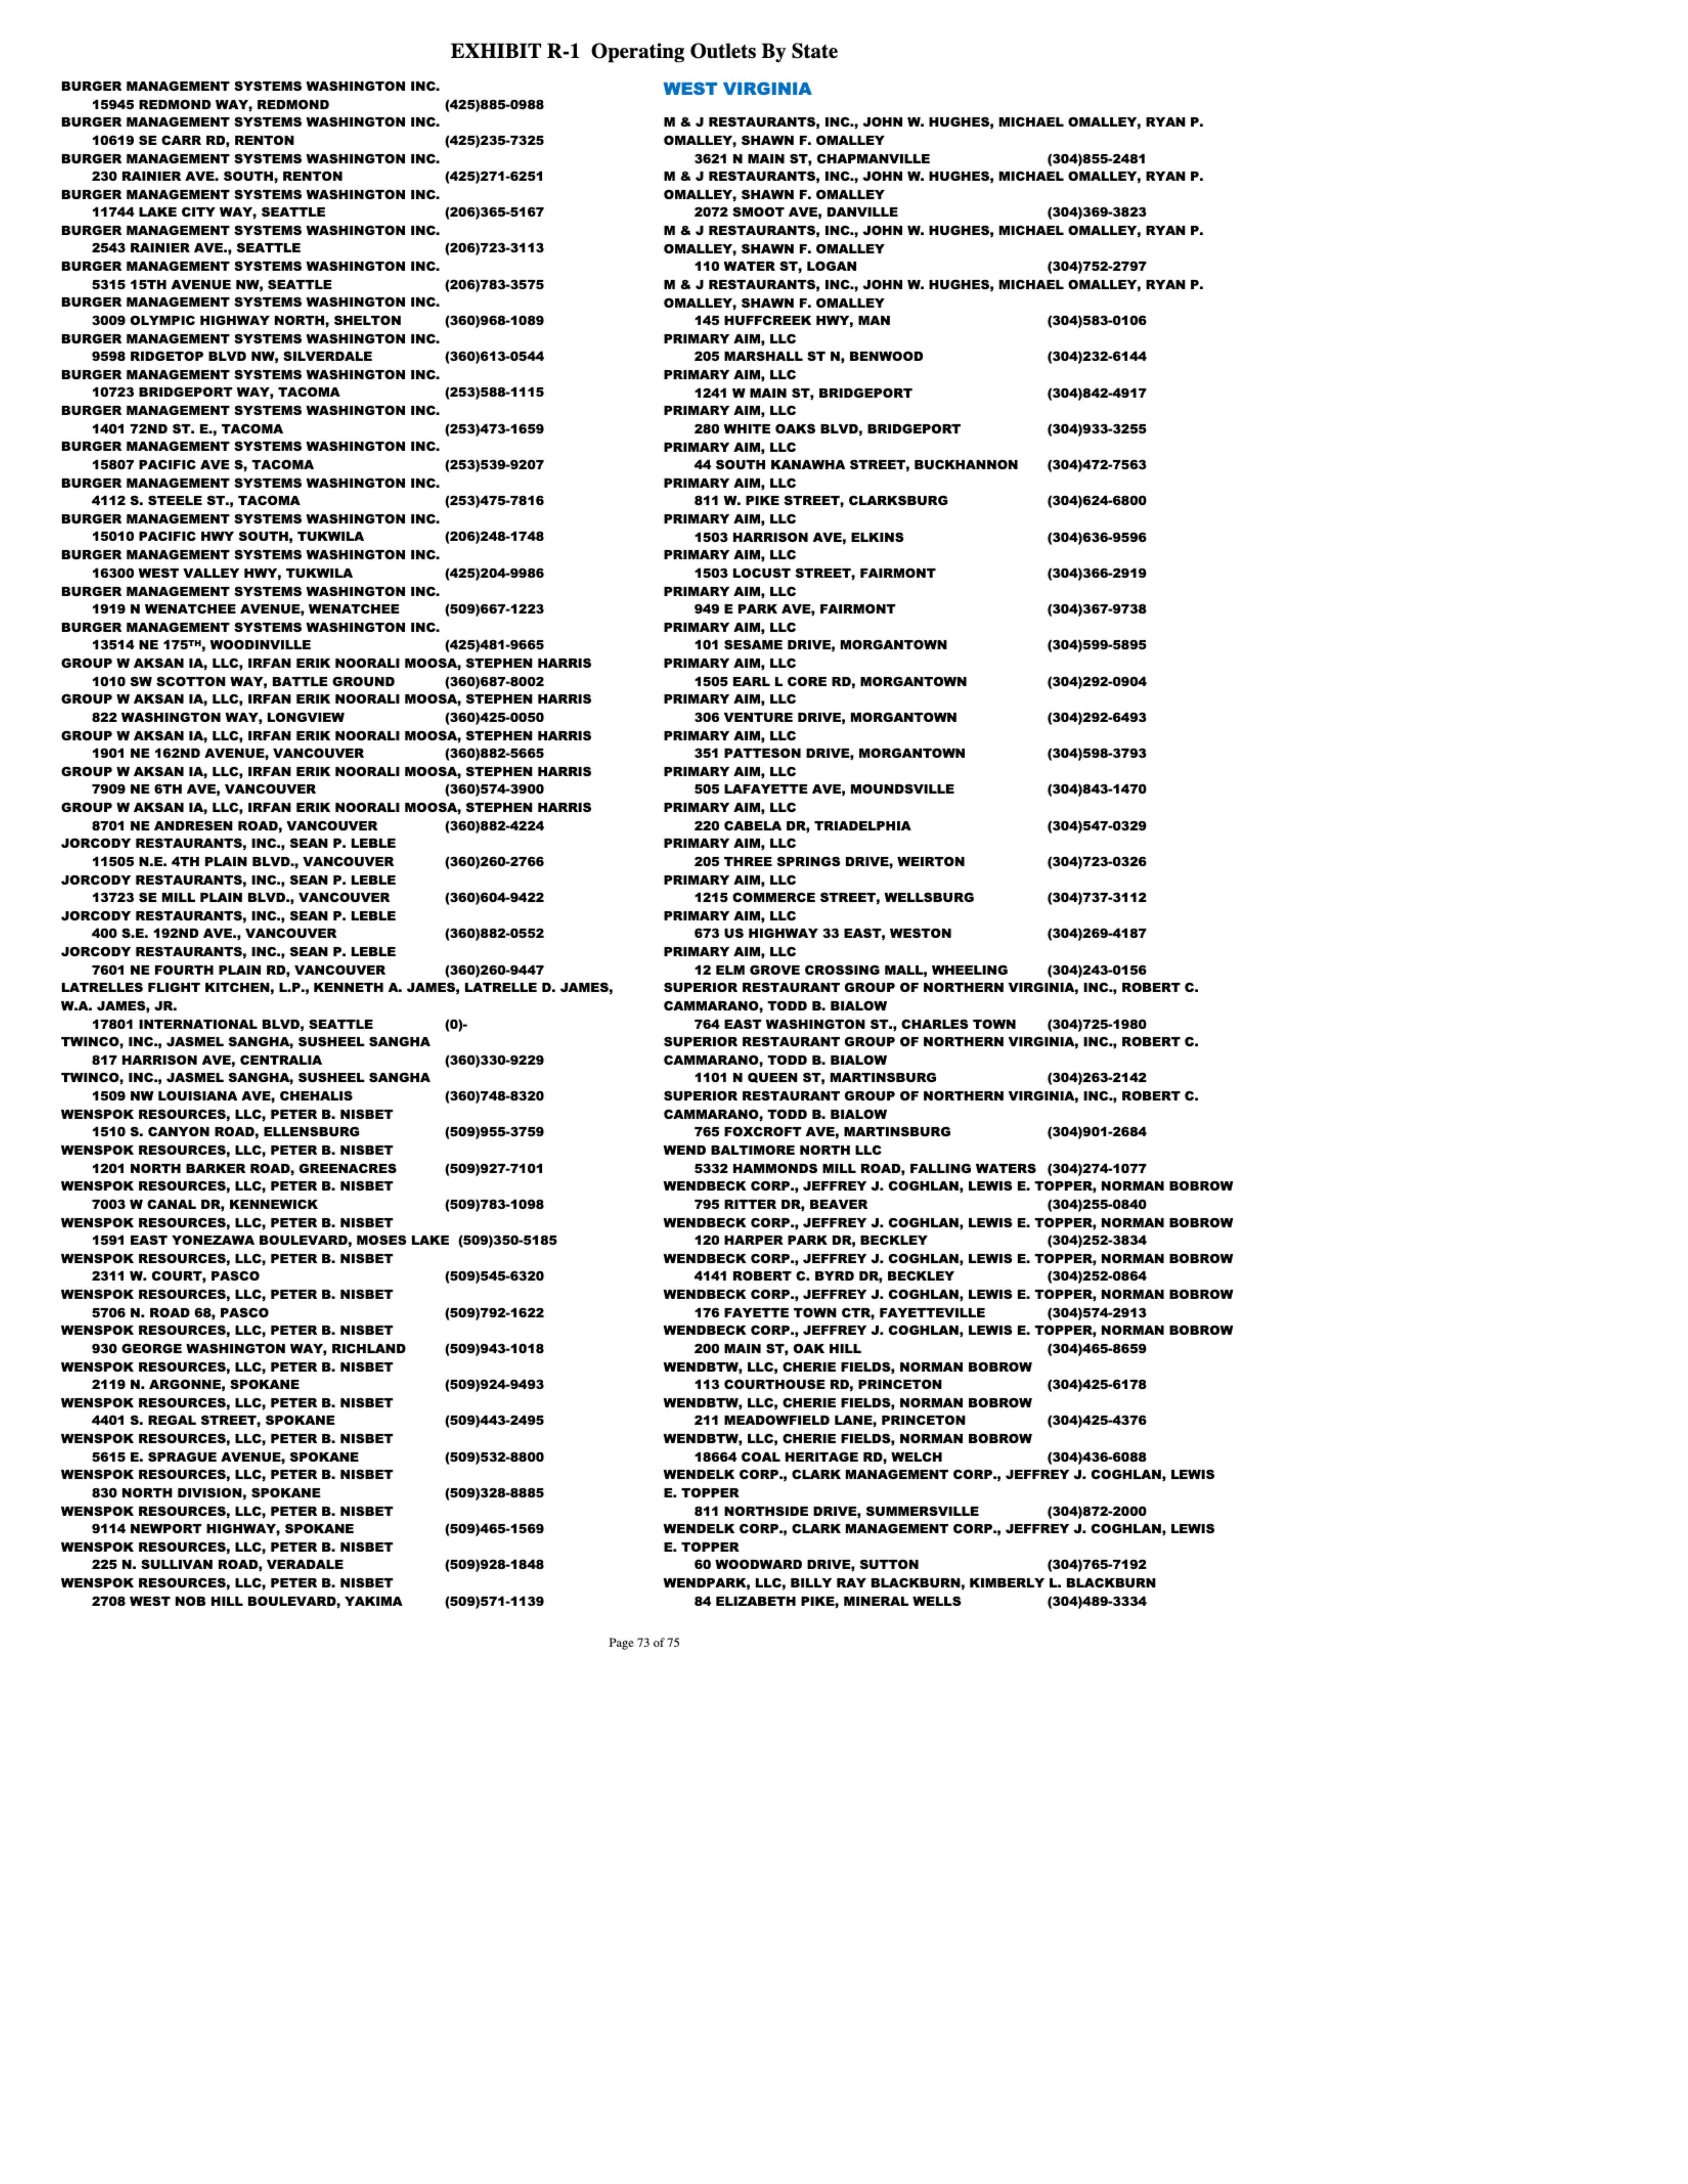 EXHIBIT R-1 Operating Outlets By State
BURGER MANAGEMENT SYSTEMS WASHINGTON INC.
15945 REDMOND WAY, REDMOND (425)885-0988
BURGER MANAGEMENT SYSTEMS WASHINGTON INC.
10619 SE CARR RD, RENTON (425)235-7325
BURGER MANAGEMENT SYSTEMS WASHINGTON INC.
230 RAINIER AVE. SOUTH, RENTON (425)271-6251
BURGER MANAGEMENT SYSTEMS WASHINGTON INC.
11744 LAKE CITY WAY, SEATTLE (206)365-5167
BURGER MANAGEMENT SYSTEMS WASHINGTON INC.
2543 RAINIER AVE., SEATTLE (206)723-3113
BURGER MANAGEMENT SYSTEMS WASHINGTON INC.
5315 15TH AVENUE NW, SEATTLE (206)783-3575
BURGER MANAGEMENT SYSTEMS WASHINGTON INC.
3009 OLYMPIC HIGHWAY NORTH, SHELTON (360)968-1089
BURGER MANAGEMENT SYSTEMS WASHINGTON INC.
9598 RIDGETOP BLVD NW, SILVERDALE (360)613-0544
BURGER MANAGEMENT SYSTEMS WASHINGTON INC.
10723 BRIDGEPORT WAY, TACOMA (253)588-1115
BURGER MANAGEMENT SYSTEMS WASHINGTON INC.
1401 72ND ST. E., TACOMA (253)473-1659
BURGER MANAGEMENT SYSTEMS WASHINGTON INC.
15807 PACIFIC AVE S, TACOMA (253)539-9207
BURGER MANAGEMENT SYSTEMS WASHINGTON INC.
4112 S. STEELE ST., TACOMA (253)475-7816
BURGER MANAGEMENT SYSTEMS WASHINGTON INC.
15010 PACIFIC HWY SOUTH, TUKWILA (206)248-1748
BURGER MANAGEMENT SYSTEMS WASHINGTON INC.
16300 WEST VALLEY HWY, TUKWILA (425)204-9986
BURGER MANAGEMENT SYSTEMS WASHINGTON INC.
1919 N WENATCHEE AVENUE, WENATCHEE (509)667-1223
BURGER MANAGEMENT SYSTEMS WASHINGTON INC.
13514 NE 175TH, WOODINVILLE (425)481-9665
GROUP W AKSAN IA, LLC, IRFAN ERIK NOORALI MOOSA, STEPHEN HARRIS
1010 SW SCOTTON WAY, BATTLE GROUND (360)687-8002
GROUP W AKSAN IA, LLC, IRFAN ERIK NOORALI MOOSA, STEPHEN HARRIS
822 WASHINGTON WAY, LONGVIEW (360)425-0050
GROUP W AKSAN IA, LLC, IRFAN ERIK NOORALI MOOSA, STEPHEN HARRIS
1901 NE 162ND AVENUE, VANCOUVER (360)882-5665
GROUP W AKSAN IA, LLC, IRFAN ERIK NOORALI MOOSA, STEPHEN HARRIS
7909 NE 6TH AVE, VANCOUVER (360)574-3900
GROUP W AKSAN IA, LLC, IRFAN ERIK NOORALI MOOSA, STEPHEN HARRIS
8701 NE ANDRESEN ROAD, VANCOUVER (360)882-4224
JORCODY RESTAURANTS, INC., SEAN P. LEBLE
11505 N.E. 4TH PLAIN BLVD., VANCOUVER (360)260-2766
JORCODY RESTAURANTS, INC., SEAN P. LEBLE
13723 SE MILL PLAIN BLVD., VANCOUVER (360)604-9422
JORCODY RESTAURANTS, INC., SEAN P. LEBLE
400 S.E. 192ND AVE., VANCOUVER (360)882-0552
JORCODY RESTAURANTS, INC., SEAN P. LEBLE
7601 NE FOURTH PLAIN RD, VANCOUVER (360)260-9447
LATRELLES FLIGHT KITCHEN, L.P., KENNETH A. JAMES, LATRELLE D. JAMES,
W.A. JAMES, JR.
17801 INTERNATIONAL BLVD, SEATTLE (0)-
TWINCO, INC., JASMEL SANGHA, SUSHEEL SANGHA
817 HARRISON AVE, CENTRALIA (360)330-9229
TWINCO, INC., JASMEL SANGHA, SUSHEEL SANGHA
1509 NW LOUISIANA AVE, CHEHALIS (360)748-8320
WENSPOK RESOURCES, LLC, PETER B. NISBET
1510 S. CANYON ROAD, ELLENSBURG (509)955-3759
WENSPOK RESOURCES, LLC, PETER B. NISBET
1201 NORTH BARKER ROAD, GREENACRES (509)927-7101
WENSPOK RESOURCES, LLC, PETER B. NISBET
7003 W CANAL DR, KENNEWICK (509)783-1098
WENSPOK RESOURCES, LLC, PETER B. NISBET
1591 EAST YONEZAWA BOULEVARD, MOSES LAKE (509)350-5185
WENSPOK RESOURCES, LLC, PETER B. NISBET
2311 W. COURT, PASCO (509)545-6320
WENSPOK RESOURCES, LLC, PETER B. NISBET
5706 N. ROAD 68, PASCO (509)792-1622
WENSPOK RESOURCES, LLC, PETER B. NISBET
930 GEORGE WASHINGTON WAY, RICHLAND (509)943-1018
WENSPOK RESOURCES, LLC, PETER B. NISBET
2119 N. ARGONNE, SPOKANE (509)924-9493
WENSPOK RESOURCES, LLC, PETER B. NISBET
4401 S. REGAL STREET, SPOKANE (509)443-2495
WENSPOK RESOURCES, LLC, PETER B. NISBET
5615 E. SPRAGUE AVENUE, SPOKANE (509)532-8800
WENSPOK RESOURCES, LLC, PETER B. NISBET
830 NORTH DIVISION, SPOKANE (509)328-8885
WENSPOK RESOURCES, LLC, PETER B. NISBET
9114 NEWPORT HIGHWAY, SPOKANE (509)465-1569
WENSPOK RESOURCES, LLC, PETER B. NISBET
225 N. SULLIVAN ROAD, VERADALE (509)928-1848
WENSPOK RESOURCES, LLC, PETER B. NISBET
2708 WEST NOB HILL BOULEVARD, YAKIMA (509)571-1139
WEST VIRGINIA
M & J RESTAURANTS, INC., JOHN W. HUGHES, MICHAEL OMALLEY, RYAN P.
OMALLEY, SHAWN F. OMALLEY
3621 N MAIN ST, CHAPMANVILLE (304)855-2481
M & J RESTAURANTS, INC., JOHN W. HUGHES, MICHAEL OMALLEY, RYAN P.
OMALLEY, SHAWN F. OMALLEY
2072 SMOOT AVE, DANVILLE (304)369-3823
M & J RESTAURANTS, INC., JOHN W. HUGHES, MICHAEL OMALLEY, RYAN P.
OMALLEY, SHAWN F. OMALLEY
110 WATER ST, LOGAN (304)752-2797
M & J RESTAURANTS, INC., JOHN W. HUGHES, MICHAEL OMALLEY, RYAN P.
OMALLEY, SHAWN F. OMALLEY
145 HUFFCREEK HWY, MAN (304)583-0106
PRIMARY AIM, LLC
205 MARSHALL ST N, BENWOOD (304)232-6144
PRIMARY AIM, LLC
1241 W MAIN ST, BRIDGEPORT (304)842-4917
PRIMARY AIM, LLC
280 WHITE OAKS BLVD, BRIDGEPORT (304)933-3255
PRIMARY AIM, LLC
44 SOUTH KANAWHA STREET, BUCKHANNON (304)472-7563
PRIMARY AIM, LLC
811 W. PIKE STREET, CLARKSBURG (304)624-6800
PRIMARY AIM, LLC
1503 HARRISON AVE, ELKINS (304)636-9596
PRIMARY AIM, LLC
1503 LOCUST STREET, FAIRMONT (304)366-2919
PRIMARY AIM, LLC
949 E PARK AVE, FAIRMONT (304)367-9738
PRIMARY AIM, LLC
101 SESAME DRIVE, MORGANTOWN (304)599-5895
PRIMARY AIM, LLC
1505 EARL L CORE RD, MORGANTOWN (304)292-0904
PRIMARY AIM, LLC
306 VENTURE DRIVE, MORGANTOWN (304)292-6493
PRIMARY AIM, LLC
351 PATTESON DRIVE, MORGANTOWN (304)598-3793
PRIMARY AIM, LLC
505 LAFAYETTE AVE, MOUNDSVILLE (304)843-1470
PRIMARY AIM, LLC
220 CABELA DR, TRIADELPHIA (304)547-0329
PRIMARY AIM, LLC
205 THREE SPRINGS DRIVE, WEIRTON (304)723-0326
PRIMARY AIM, LLC
1215 COMMERCE STREET, WELLSBURG (304)737-3112
PRIMARY AIM, LLC
673 US HIGHWAY 33 EAST, WESTON (304)269-4187
PRIMARY AIM, LLC
12 ELM GROVE CROSSING MALL, WHEELING (304)243-0156
SUPERIOR RESTAURANT GROUP OF NORTHERN VIRGINIA, INC., ROBERT C.
CAMMARANO, TODD B. BIALOW
764 EAST WASHINGTON ST., CHARLES TOWN (304)725-1980
SUPERIOR RESTAURANT GROUP OF NORTHERN VIRGINIA, INC., ROBERT C.
CAMMARANO, TODD B. BIALOW
1101 N QUEEN ST, MARTINSBURG (304)263-2142
SUPERIOR RESTAURANT GROUP OF NORTHERN VIRGINIA, INC., ROBERT C.
CAMMARANO, TODD B. BIALOW
765 FOXCROFT AVE, MARTINSBURG (304)901-2684
WEND BALTIMORE NORTH LLC
5332 HAMMONDS MILL ROAD, FALLING WATERS (304)274-1077
WENDBECK CORP., JEFFREY J. COGHLAN, LEWIS E. TOPPER, NORMAN BOBROW
795 RITTER DR, BEAVER (304)255-0840
WENDBECK CORP., JEFFREY J. COGHLAN, LEWIS E. TOPPER, NORMAN BOBROW
120 HARPER PARK DR, BECKLEY (304)252-3834
WENDBECK CORP., JEFFREY J. COGHLAN, LEWIS E. TOPPER, NORMAN BOBROW
4141 ROBERT C. BYRD DR, BECKLEY (304)252-0864
WENDBECK CORP., JEFFREY J. COGHLAN, LEWIS E. TOPPER, NORMAN BOBROW
176 FAYETTE TOWN CTR, FAYETTEVILLE (304)574-2913
WENDBECK CORP., JEFFREY J. COGHLAN, LEWIS E. TOPPER, NORMAN BOBROW
200 MAIN ST, OAK HILL (304)465-8659
WENDBTW, LLC, CHERIE FIELDS, NORMAN BOBROW
113 COURTHOUSE RD, PRINCETON (304)425-6178
WENDBTW, LLC, CHERIE FIELDS, NORMAN BOBROW
211 MEADOWFIELD LANE, PRINCETON (304)425-4376
WENDBTW, LLC, CHERIE FIELDS, NORMAN BOBROW
18664 COAL HERITAGE RD, WELCH (304)436-6088
WENDELK CORP., CLARK MANAGEMENT CORP., JEFFREY J. COGHLAN, LEWIS
E. TOPPER
811 NORTHSIDE DRIVE, SUMMERSVILLE (304)872-2000
WENDELK CORP., CLARK MANAGEMENT CORP., JEFFREY J. COGHLAN, LEWIS
E. TOPPER
60 WOODWARD DRIVE, SUTTON (304)765-7192
WENDPARK, LLC, BILLY RAY BLACKBURN, KIMBERLY L. BLACKBURN
84 ELIZABETH PIKE, MINERAL WELLS (304)489-3334
Page 73 of 75